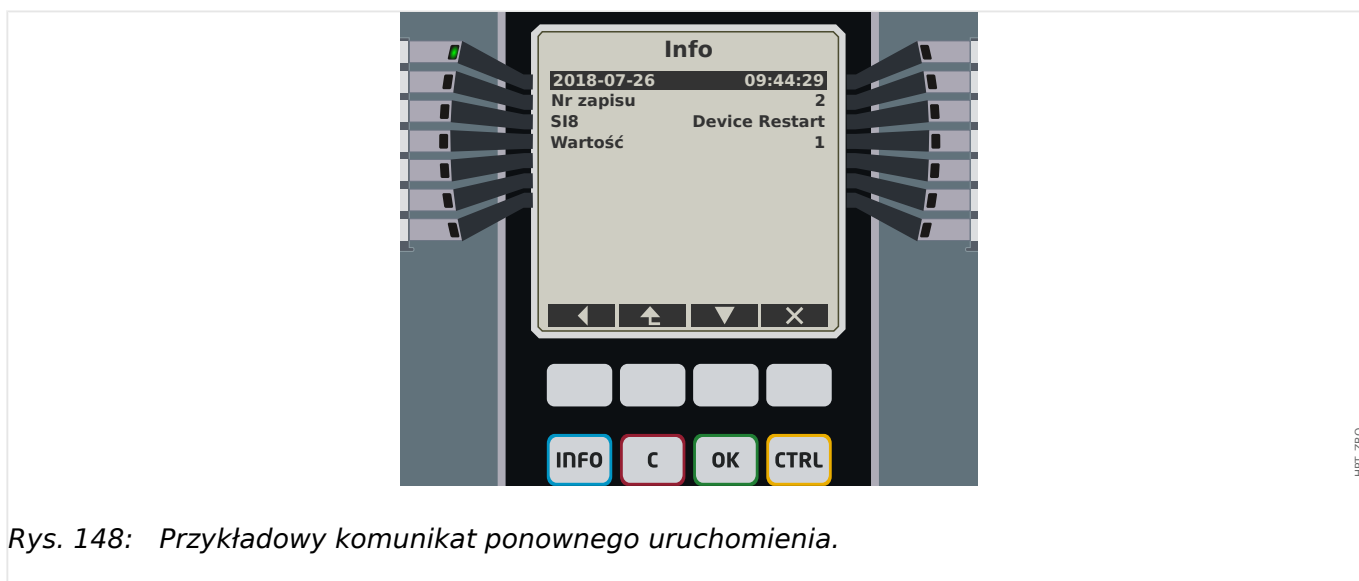 Info
2018-07-26 09:44:29
Nr zapisu 2
SI8 Device Restart
Wartość 1
INFO C OK CTRL
Rys. 148: Przykładowy komunikat ponownego uruchomienia.